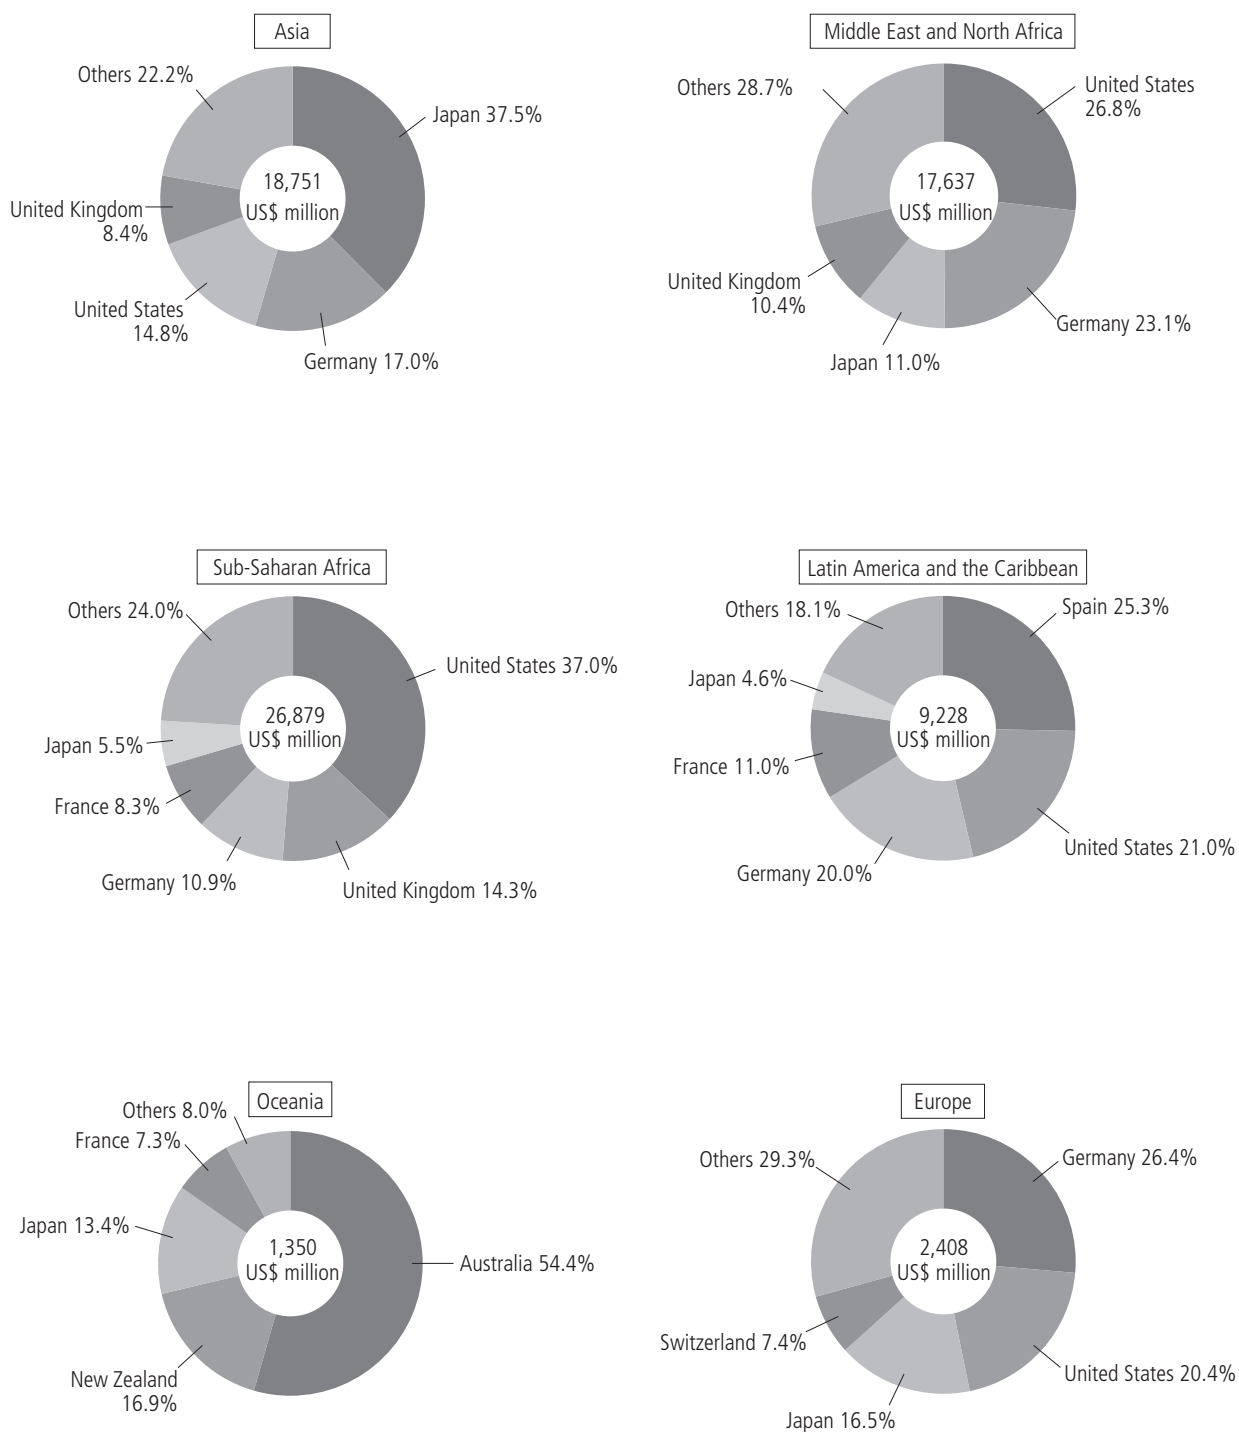 Asia
Others 22.2%
Japan 37.5%
18,751
US$ million
United Kingdom
8.4%
United States
14.8%
Germany 17.0%
Middle East and North Africa
Others 28.7%
United States
26.8%
17,637
US$ million
United Kingdom
10.4%
Germany 23.1%
Japan 11.0%
Sub-Saharan Africa
Others 24.0%
United States 37.0%
26,879
US$ million
Japan 5.5%
France 8.3%
Germany 10.9%
United Kingdom 14.3%
Latin America and the Caribbean
Others 18.1%
Spain 25.3%
Japan 4.6%
9,228
US$ million
France 11.0%
United States 21.0%
Germany 20.0%
Oceania
Others 8.0%
France 7.3%
Japan 13.4%
1,350
US$ million
Australia 54.4%
New Zealand
16.9%
Europe
Others 29.3%
Germany 26.4%
2,408
US$ million
Switzerland 7.4%
United States 20.4%
Japan 16.5%